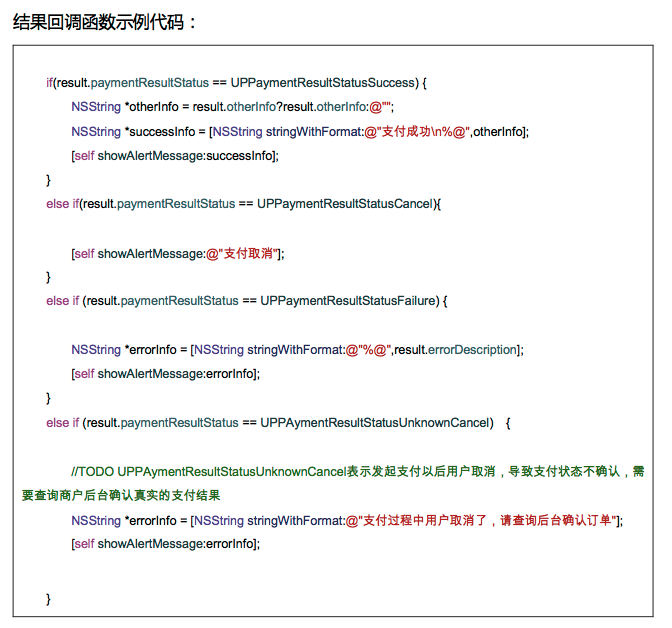 结果回调函数示例代码：
if(result.paymentResultStatus == UPPaymentResultStatusSuccess) {
NSString *otherInfo = result.otherInfo?result.otherInfo:@"";
NSString *successInfo = [NSString stringWithFormat:@"支付成功\n%@",otherInfo];
[self showAlertMessage:successInfo];
}
else if(result.paymentResultStatus == UPPaymentResultStatusCancel){
[self showAlertMessage:@"支付取消"];
}
else if (result.paymentResultStatus == UPPaymentResultStatusFailure) {
NSString *errorInfo = [NSString stringWithFormat:@"%@",result.errorDescription];
[self showAlertMessage:errorInfo];
}
else if (result.paymentResultStatus == UPPAymentResultStatusUnknownCancel) {
//TODO UPPAymentResultStatusUnknownCancel表示发起支付以后用户取消，导致支付状态不确认，需
要查询商户后台确认真实的支付结果
NSString *errorInfo = [NSString stringWithFormat:@"支付过程中用户取消了，请查询后台确认订单"];
[self showAlertMessage:errorInfo];
}